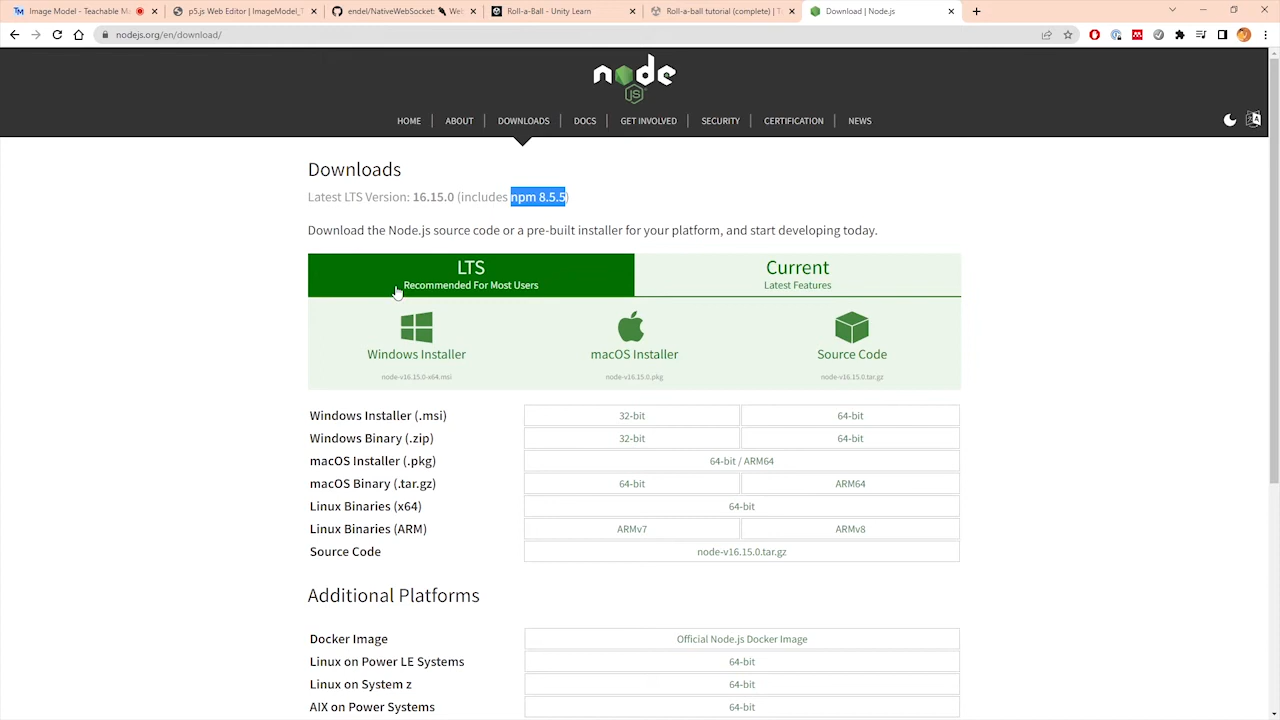 Image Model - Teachable Ma
p5.js Web Editor | ImageModel_T
endel/NativeWebSocket:
Web
Roll-a-Ball - Unity Learn
Roll-a-ball tutorial (complete) | T
Download | Node.js
nodejs.org/en/download/
node
JS
HOME
ABOUT
DOWNLOADS
DOCS
GET INVOLVED
SECURITY
CERTIFICATION
NEWS
Downloads
Latest LTS Version: 16.15.0 (includes npm 8.5.5)
Download the Node.js source code or a pre-built installer for your platform, and start developing today.
LTS
Recommended For Most Users
Current
Latest Features
Windows Installer
macOS Installer
Source Code
node-v16.15.0-x64.msi
node-v16.15.0.pkg
node-v16.15.0.tar.gz
Windows Installer (.msi)
32-bit
64-bit
Windows Binary (.zip)
32-bit
64-bit
macOS Installer (.pkg)
64-bit / ARM64
macOS Binary (.tar.gz)
64-bit
ARM64
Linux Binaries (x64)
64-bit
Linux Binaries (ARM)
ARMv7
ARMv8
Source Code
node-v16.15.0.tar.gz
Additional Platforms
Docker Image
Official Node.js Docker Image
Linux on Power LE Systems
64-bit
Linux on System z
64-bit
AIX on Power Systems
64-bit